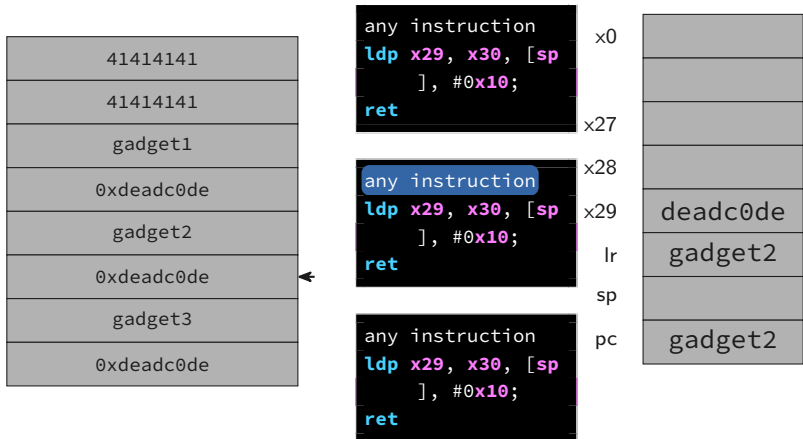 41414141
41414141
gadget1
0xdeadc0de
gadget2
0xdeadc0de
gadget3
0xdeadc0de
any instruction
ldp x29, x30, [sp
], #0x10;
ret
any instruction
ldp x29, x30, [sp
], #0x10;
ret
any instruction
ldp x29, x30, [sp
], #0x10;
ret
x0
x27
x28
x29 deadc0de
lr gadget2
sp
pc gadget2